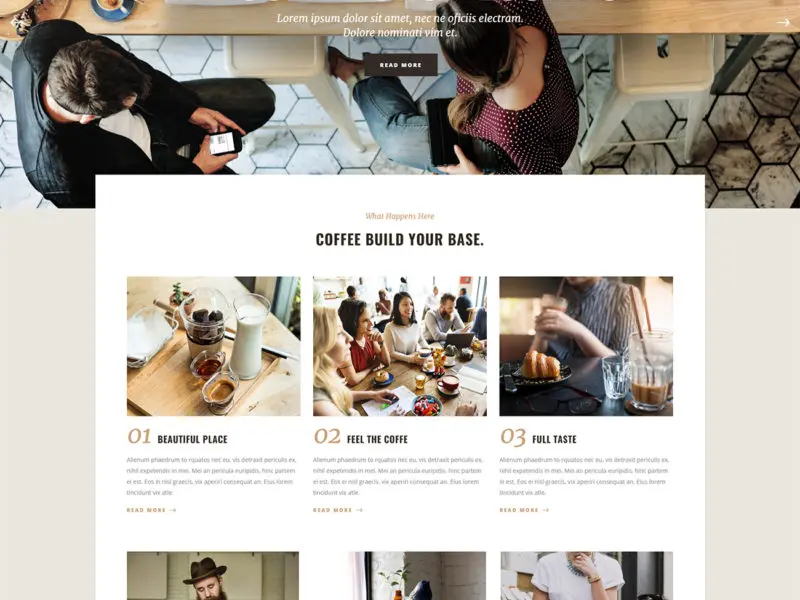 Lorem ipsum dolor sit amet, nec ne oficiis electram.
Dolore nominati vim et.
READ MORE
What Happens Here
COFFEE BUILD YOUR BASE.
01 BEAUTIFUL PLACE
Alienum phaedrum to rquatos nec eu, vis detraxit periculis ex,
nihil expetendis in mei. Mei an pericula euripidis, hinc partem
ei est. Eos ei nisl graecis, vix aperiri consequat an. Eius lorem
tincidunt vix atile
READ MORE →
02 FEEL THE COFFE
Alienum phaedrum to rquatos nec eu, vis detraxit periculis ex,
nihil expetendis in mei. Mei an pericula euripidis, hinc partem
ei est. Eos ei nisl graecis, vix aperiri consequat an. Eius lorem
tincidunt vix atile.
READ MORE →
03 FULL TASTE
Alienum phaedrum to rquatos nec eu, vis detraxit periculis ex,
nihil expetendis in mei. Mei an pericula euripidis, hinc partem
ei est. Eos ei nisl graecis, vix aperiri consequat an. Eius lorem
tincidunt vix atile.
READ MORE →